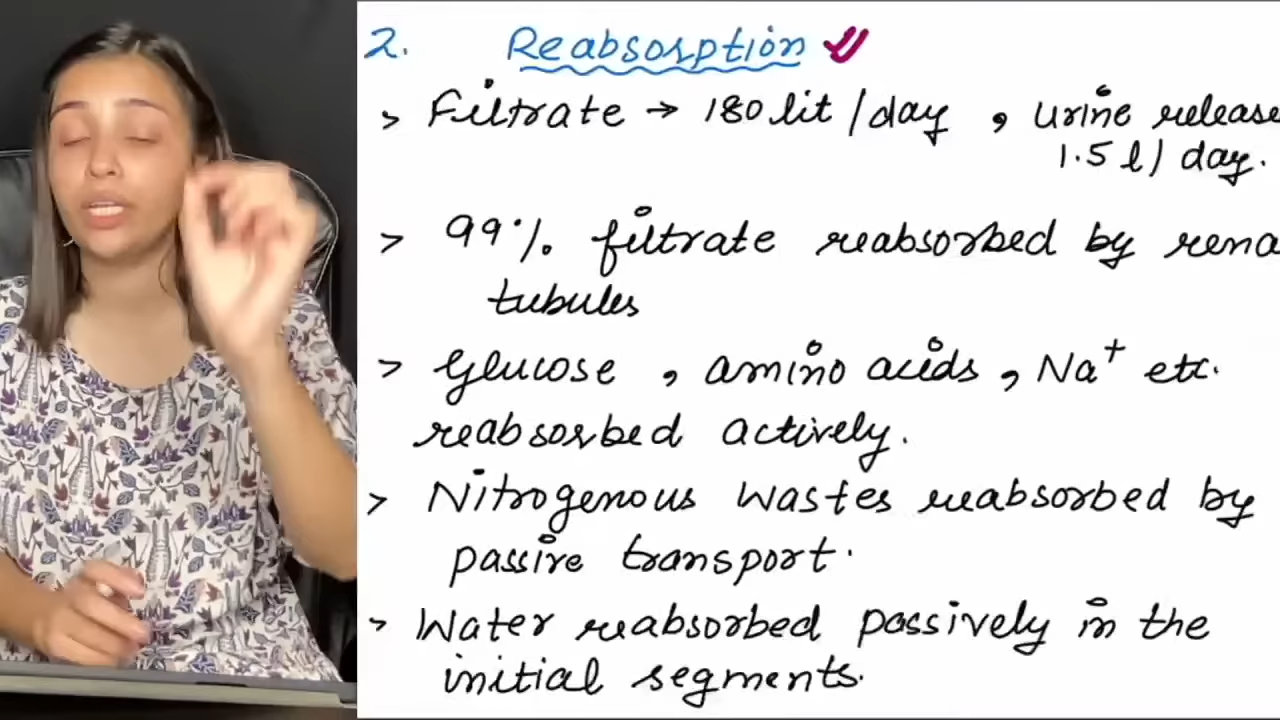 2. Reabsorption
> Filtrate → 180 lit/day , urine release
1.5 l/day.
> 99% filtrate reabsorbed by rena
tubules
> Glucose , amino acids , Na⁺ etc.
reabsorbed actively.
> Nitrogenous wastes reabsorbed by
passive transport.
> Water reabsorbed passively in the
initial segments.